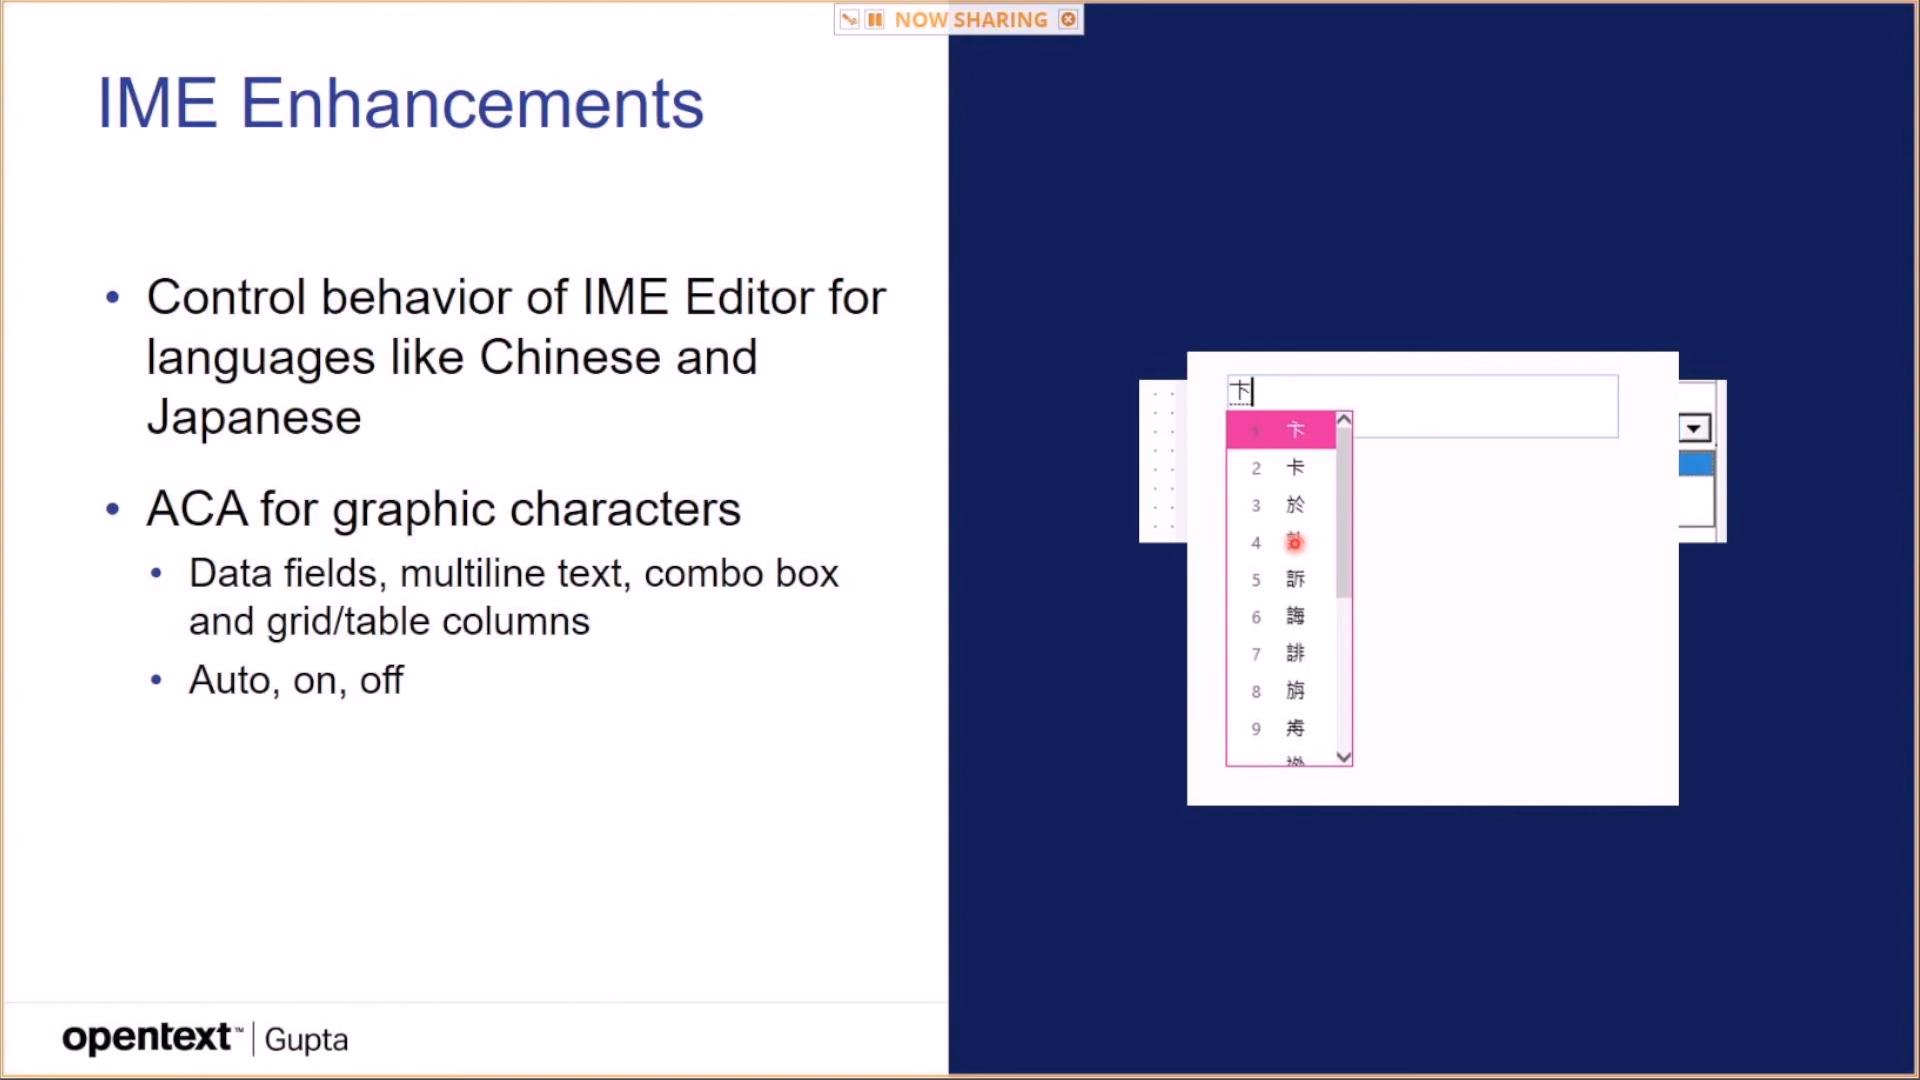 NOW SHARING
IME Enhancements
• Control behavior of IME Editor for
languages like Chinese and
Japanese
• ACA for graphic characters
• Data fields, multiline text, combo box
and grid/table columns
• Auto, on, off
卞
1 卞
2 卡
3 於
4
5 訴
6 誨
7 誹
8 旃
9
opentext™ | Gupta